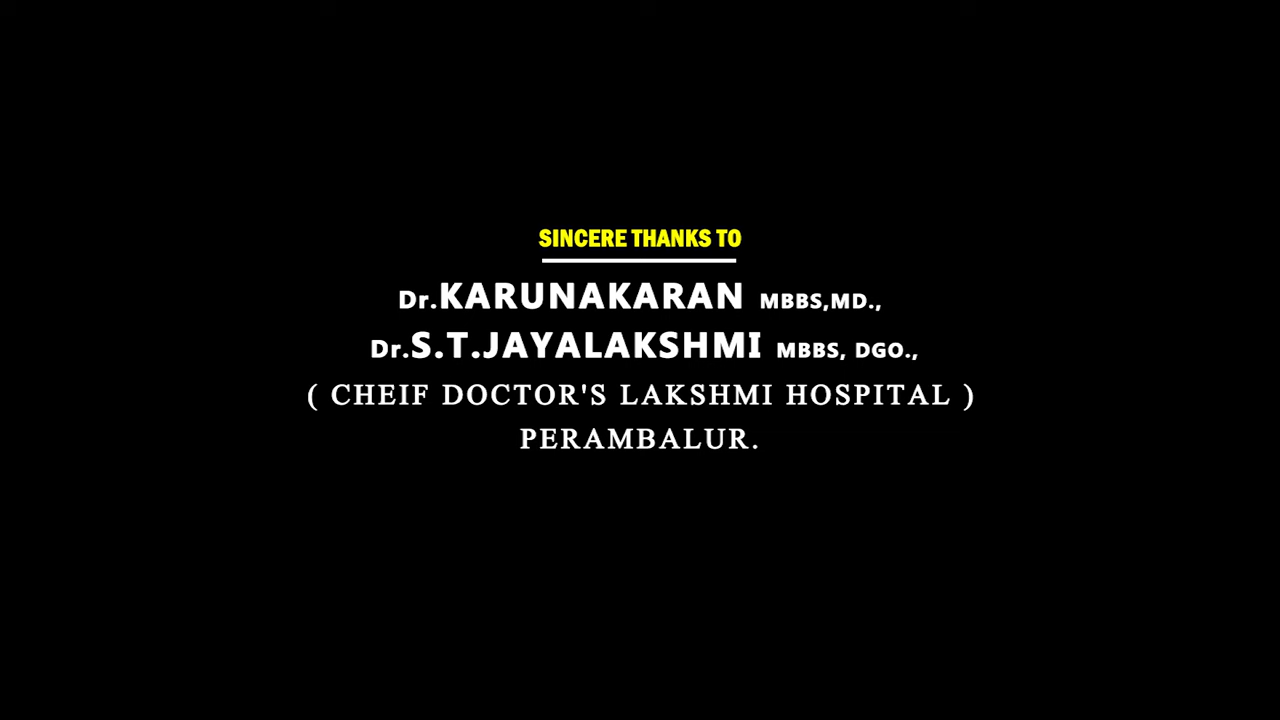 SINCERE THANKS TO
Dr.KARUNAKARAN MBBS,MD.,
Dr.S.T.JAYALAKSHMI MBBS, DGO.,
( CHEIF DOCTOR'S LAKSHMI HOSPITAL )
PERAMBALUR.